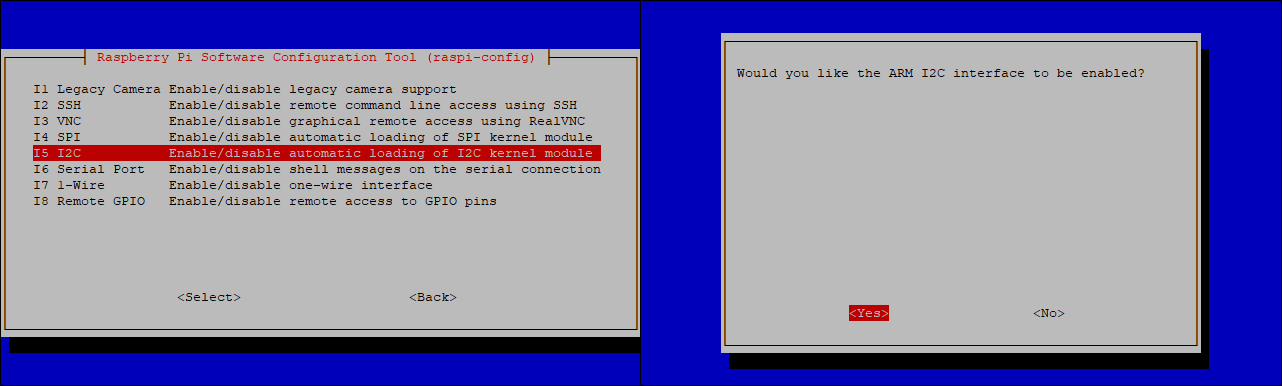 Raspberry Pi Software Configuration Tool (raspi-config)
I1 Legacy Camera Enable/disable legacy camera support
I2 SSH Enable/disable remote command line access using SSH
I3 VNC Enable/disable graphical remote access using RealVNC
I4 SPI Enable/disable automatic loading of SPI kernel module
I5 I2C Enable/disable automatic loading of I2C kernel module
I6 Serial Port Enable/disable shell messages on the serial connection
I7 1-Wire Enable/disable one-wire interface
I8 Remote GPIO Enable/disable remote access to GPIO pins
<Select> <Back>
Would you like the ARM I2C interface to be enabled?
<Yes> <No>